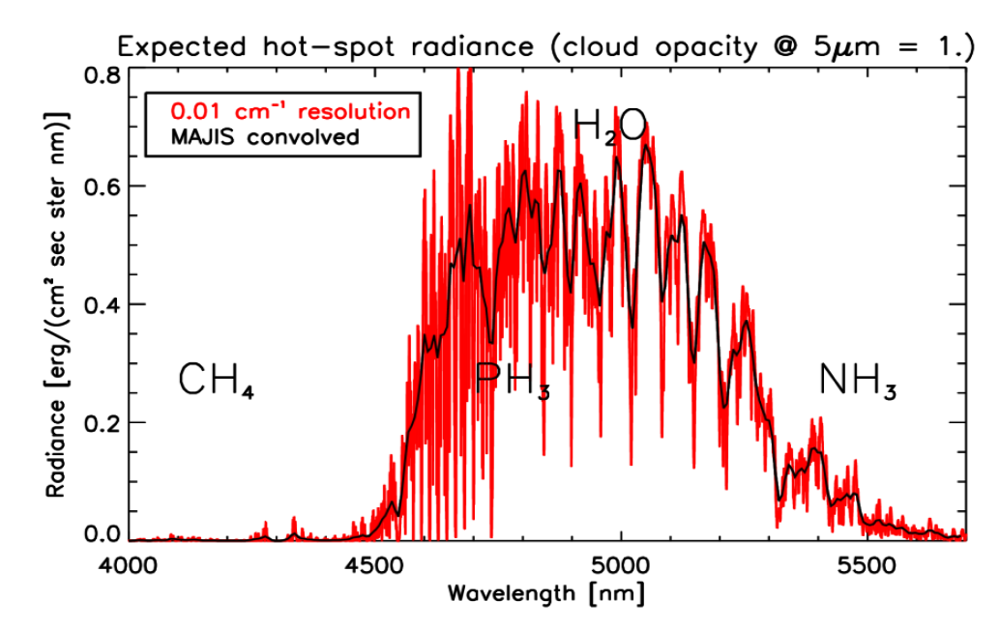 Expected hot-spot radiance (cloud opacity @ 5μm = 1.)
0.01 cm⁻¹ resolution
MAJIS convolved
Radiance [erg/(cm² sec ster nm)]
0.8
0.6
0.4
0.2
0.0
H₂O
CH₄
PH₃
NH₃
4000
4500
5000
5500
Wavelength [nm]